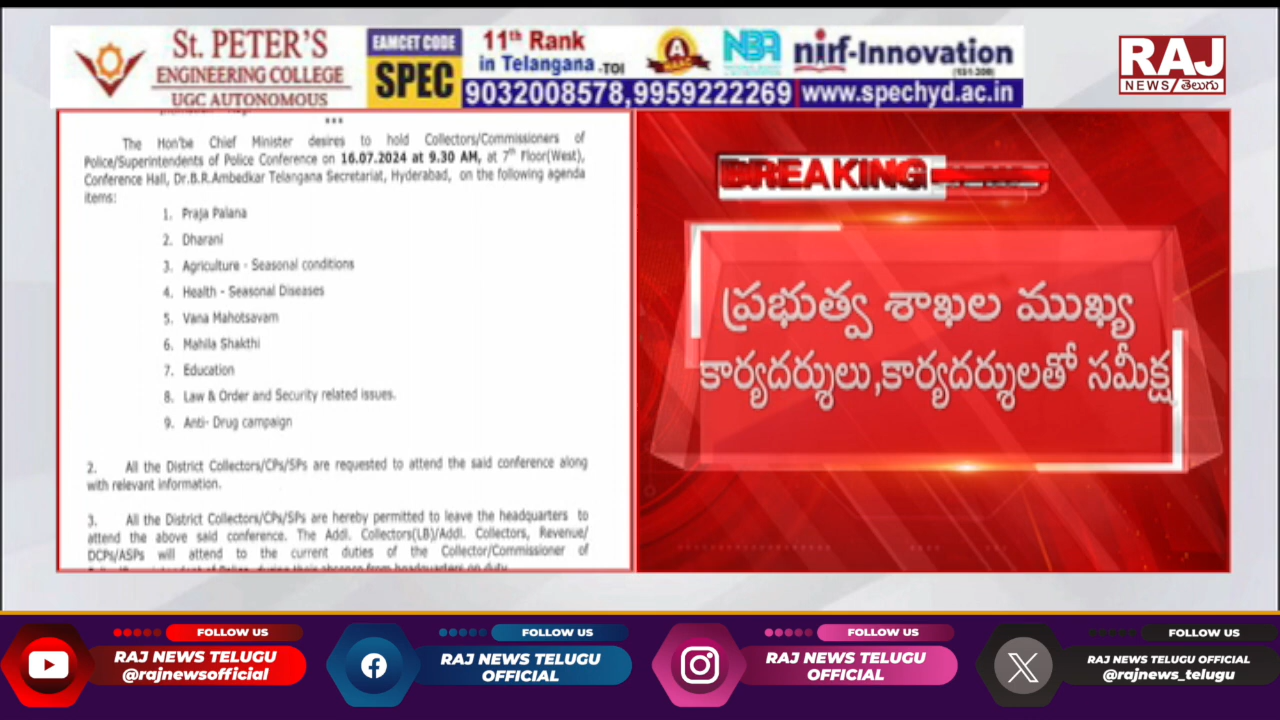 St. PETER'S
ENGINEERING COLLEGE
UGC AUTONOMOUS
EAMCET CODE
SPEC
11th Rank
in Telangana .TOI
A
NBA
nirf-Innovation
9032008578,9959222269
www.spechyd.ac.in
RAJ
NEWS తెలుగు
***
The Hon'be Chief Minister desires to hold Collectors/Commissioners of
Police/Superintendents of Police Conference on 16.07.2024 at 9.30 AM, at 7th Floor(West),
Conference Hall, Dr.B.R.Ambedkar Telangana Secretariat, Hyderabad, on the following agenda
items:
1. Praja Palana
2. Dharani
3. Agriculture - Seasonal conditions
4. Health - Seasonal Diseases
5. Vana Mahotsavam
6. Mahila Shakthi
7. Education
8. Law & Order and Security related issues.
9. Anti- Drug campaign
2. All the District Collectors/CPs/SPs are requested to attend the said conference along
with relevant information.
3. All the District Collectors/CPs/SPs are hereby permitted to leave the headquarters to
attend the above said conference. The Addl. Collectors(LB)/Addl. Collectors, Revenue/
DCPs/ASPs will attend to the current duties of the Collector/Commissioner of
BREAKING
ప్రభుత్వ శాఖల ముఖ్య
కార్యదర్శులు,కార్యదర్శులతో సమీక్ష
FOLLOW US
RAJ NEWS TELUGU
@rajnewsofficial
FOLLOW US
RAJ NEWS TELUGU
OFFICIAL
FOLLOW US
RAJ NEWS TELUGU
OFFICIAL
FOLLOW US
RAJ NEWS TELUGU OFFICIAL
@rajnews_telugu